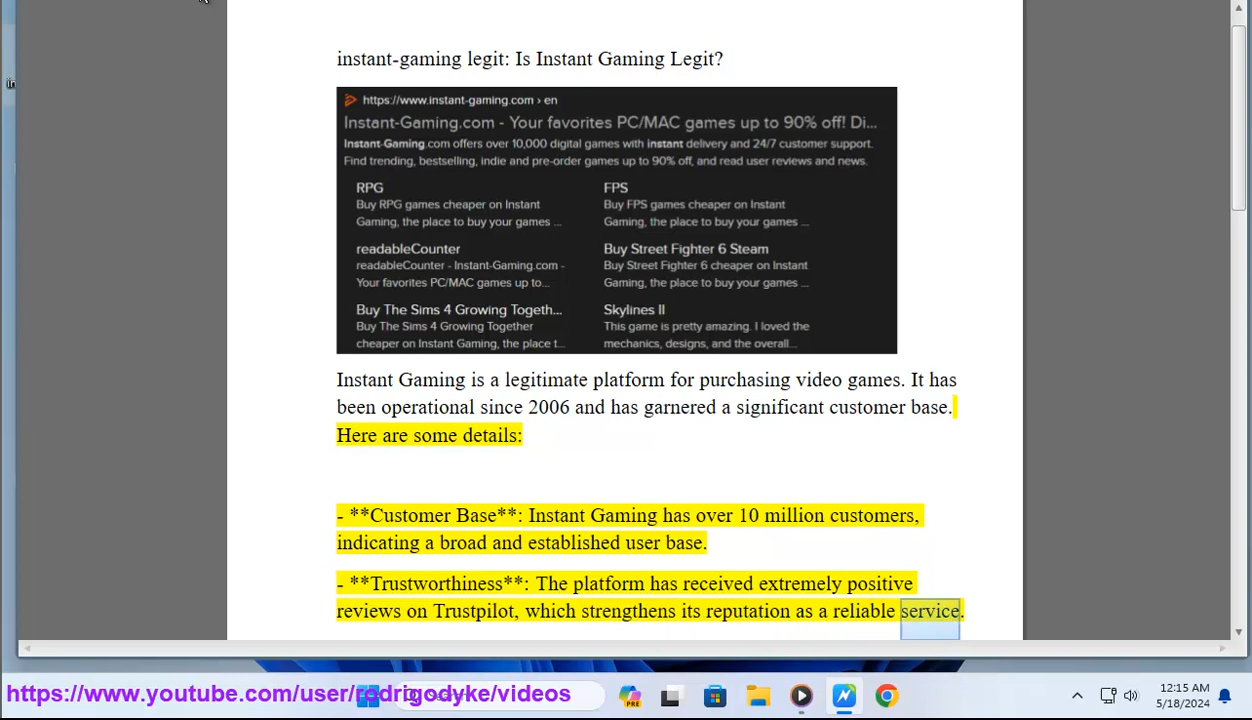 instant-gaming legit: Is Instant Gaming Legit?
https://www.instant-gaming.com › en
Instant-Gaming.com - Your favorites PC/MAC games up to 90% off! Di...
Instant-Gaming.com offers over 10,000 digital games with instant delivery and 24/7 customer support.
Find trending, bestselling, indie and pre-order games up to 90% off, and read user reviews and news.
RPG
Buy RPG games cheaper on Instant
Gaming, the place to buy your games ...
FPS
Buy FPS games cheaper on Instant
Gaming, the place to buy your games ...
readableCounter
readableCounter - Instant-Gaming.com -
Your favorites PC/MAC games up to...
Buy Street Fighter 6 Steam
Buy Street Fighter 6 cheaper on Instant
Gaming, the place to buy your games ...
Buy The Sims 4 Growing Togeth...
Buy The Sims 4 Growing Together
cheaper on Instant Gaming, the place t...
Skylines II
This game is pretty amazing. I loved the
mechanics, designs, and the overall...
Instant Gaming is a legitimate platform for purchasing video games. It has
been operational since 2006 and has garnered a significant customer base.
Here are some details:
- **Customer Base**: Instant Gaming has over 10 million customers,
indicating a broad and established user base.
- **Trustworthiness**: The platform has received extremely positive
reviews on Trustpilot, which strengthens its reputation as a reliable service.
in
https://www.youtube.com/user/rodrigodyke/videos
PRE
12:15 AM
5/18/2024